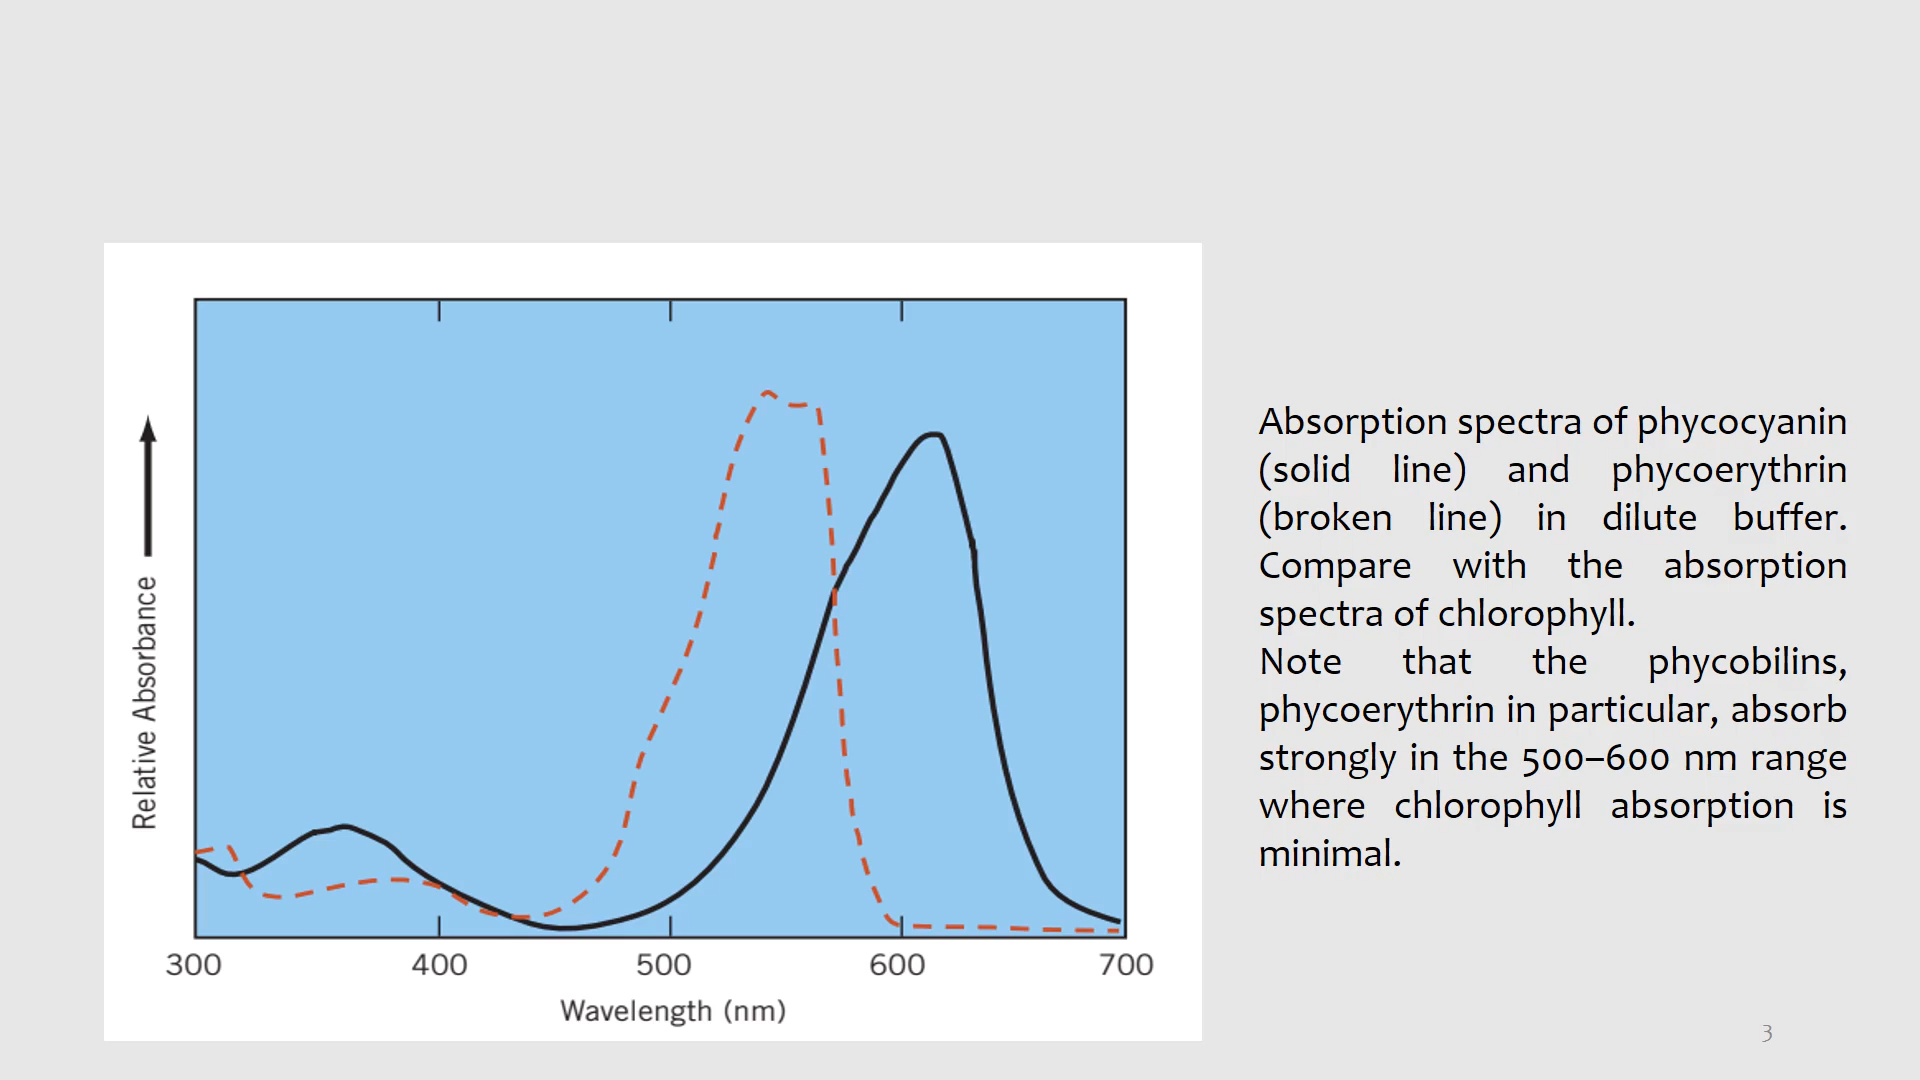 Relative Absorbance
300 400 500 600 700
Wavelength (nm)
Absorption spectra of phycocyanin
(solid line) and phycoerythrin
(broken line) in dilute buffer.
Compare with the absorption
spectra of chlorophyll.
Note that the phycobilins,
phycoerythrin in particular, absorb
strongly in the 500–600 nm range
where chlorophyll absorption is
minimal.
3